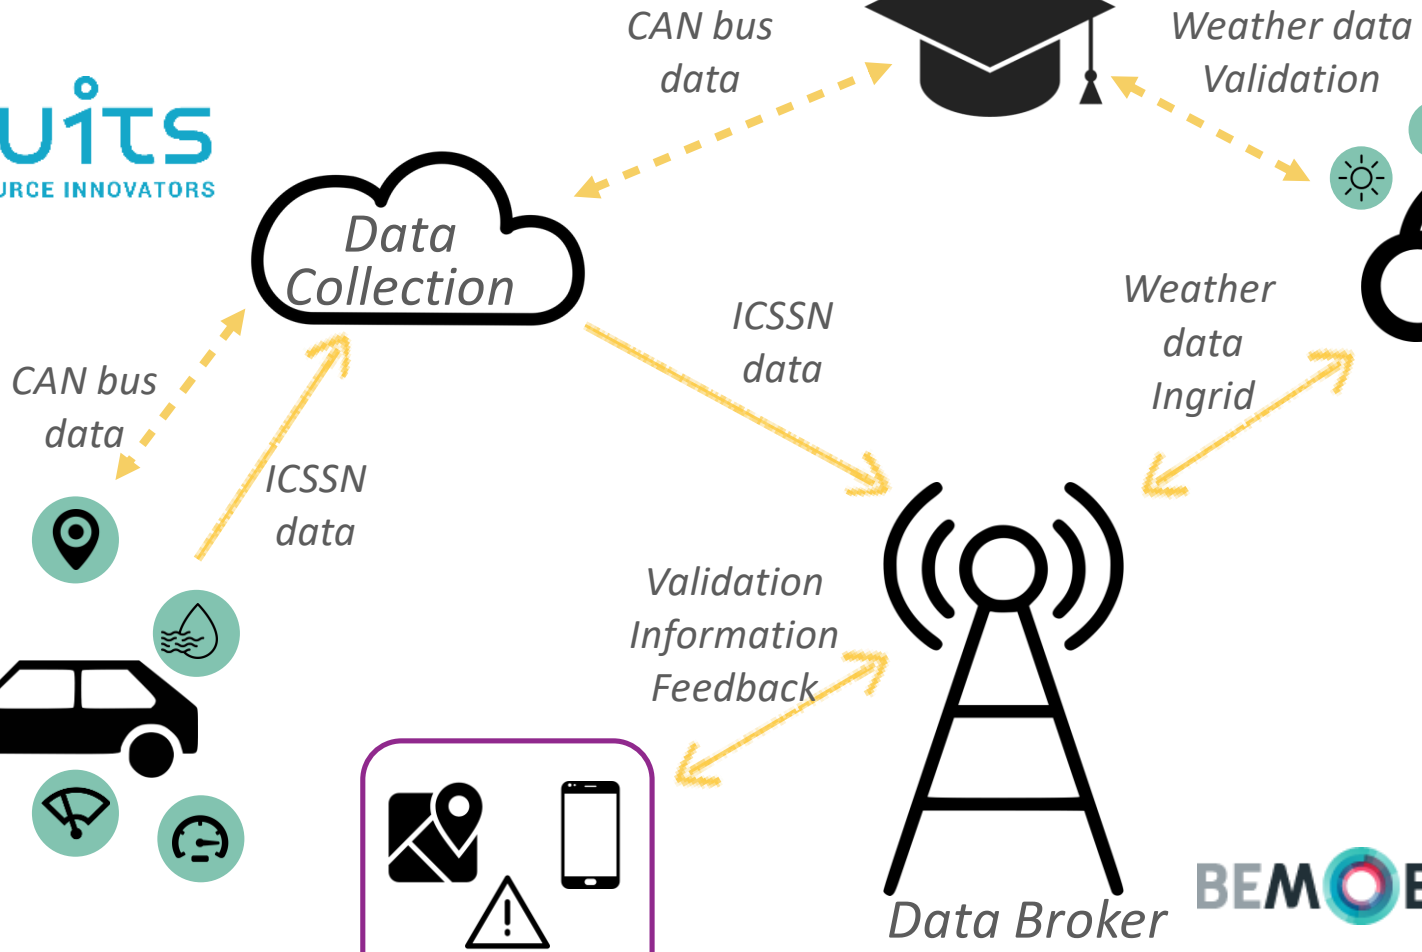 CAN bus
data
Weather data
Validation
uits
URCE INNOVATORS
Data
Collection
ICSSN
data
Weather
data
Ingrid
CAN bus
data
ICSSN
data
Validation
Information
Feedback
BEMO
Data Broker